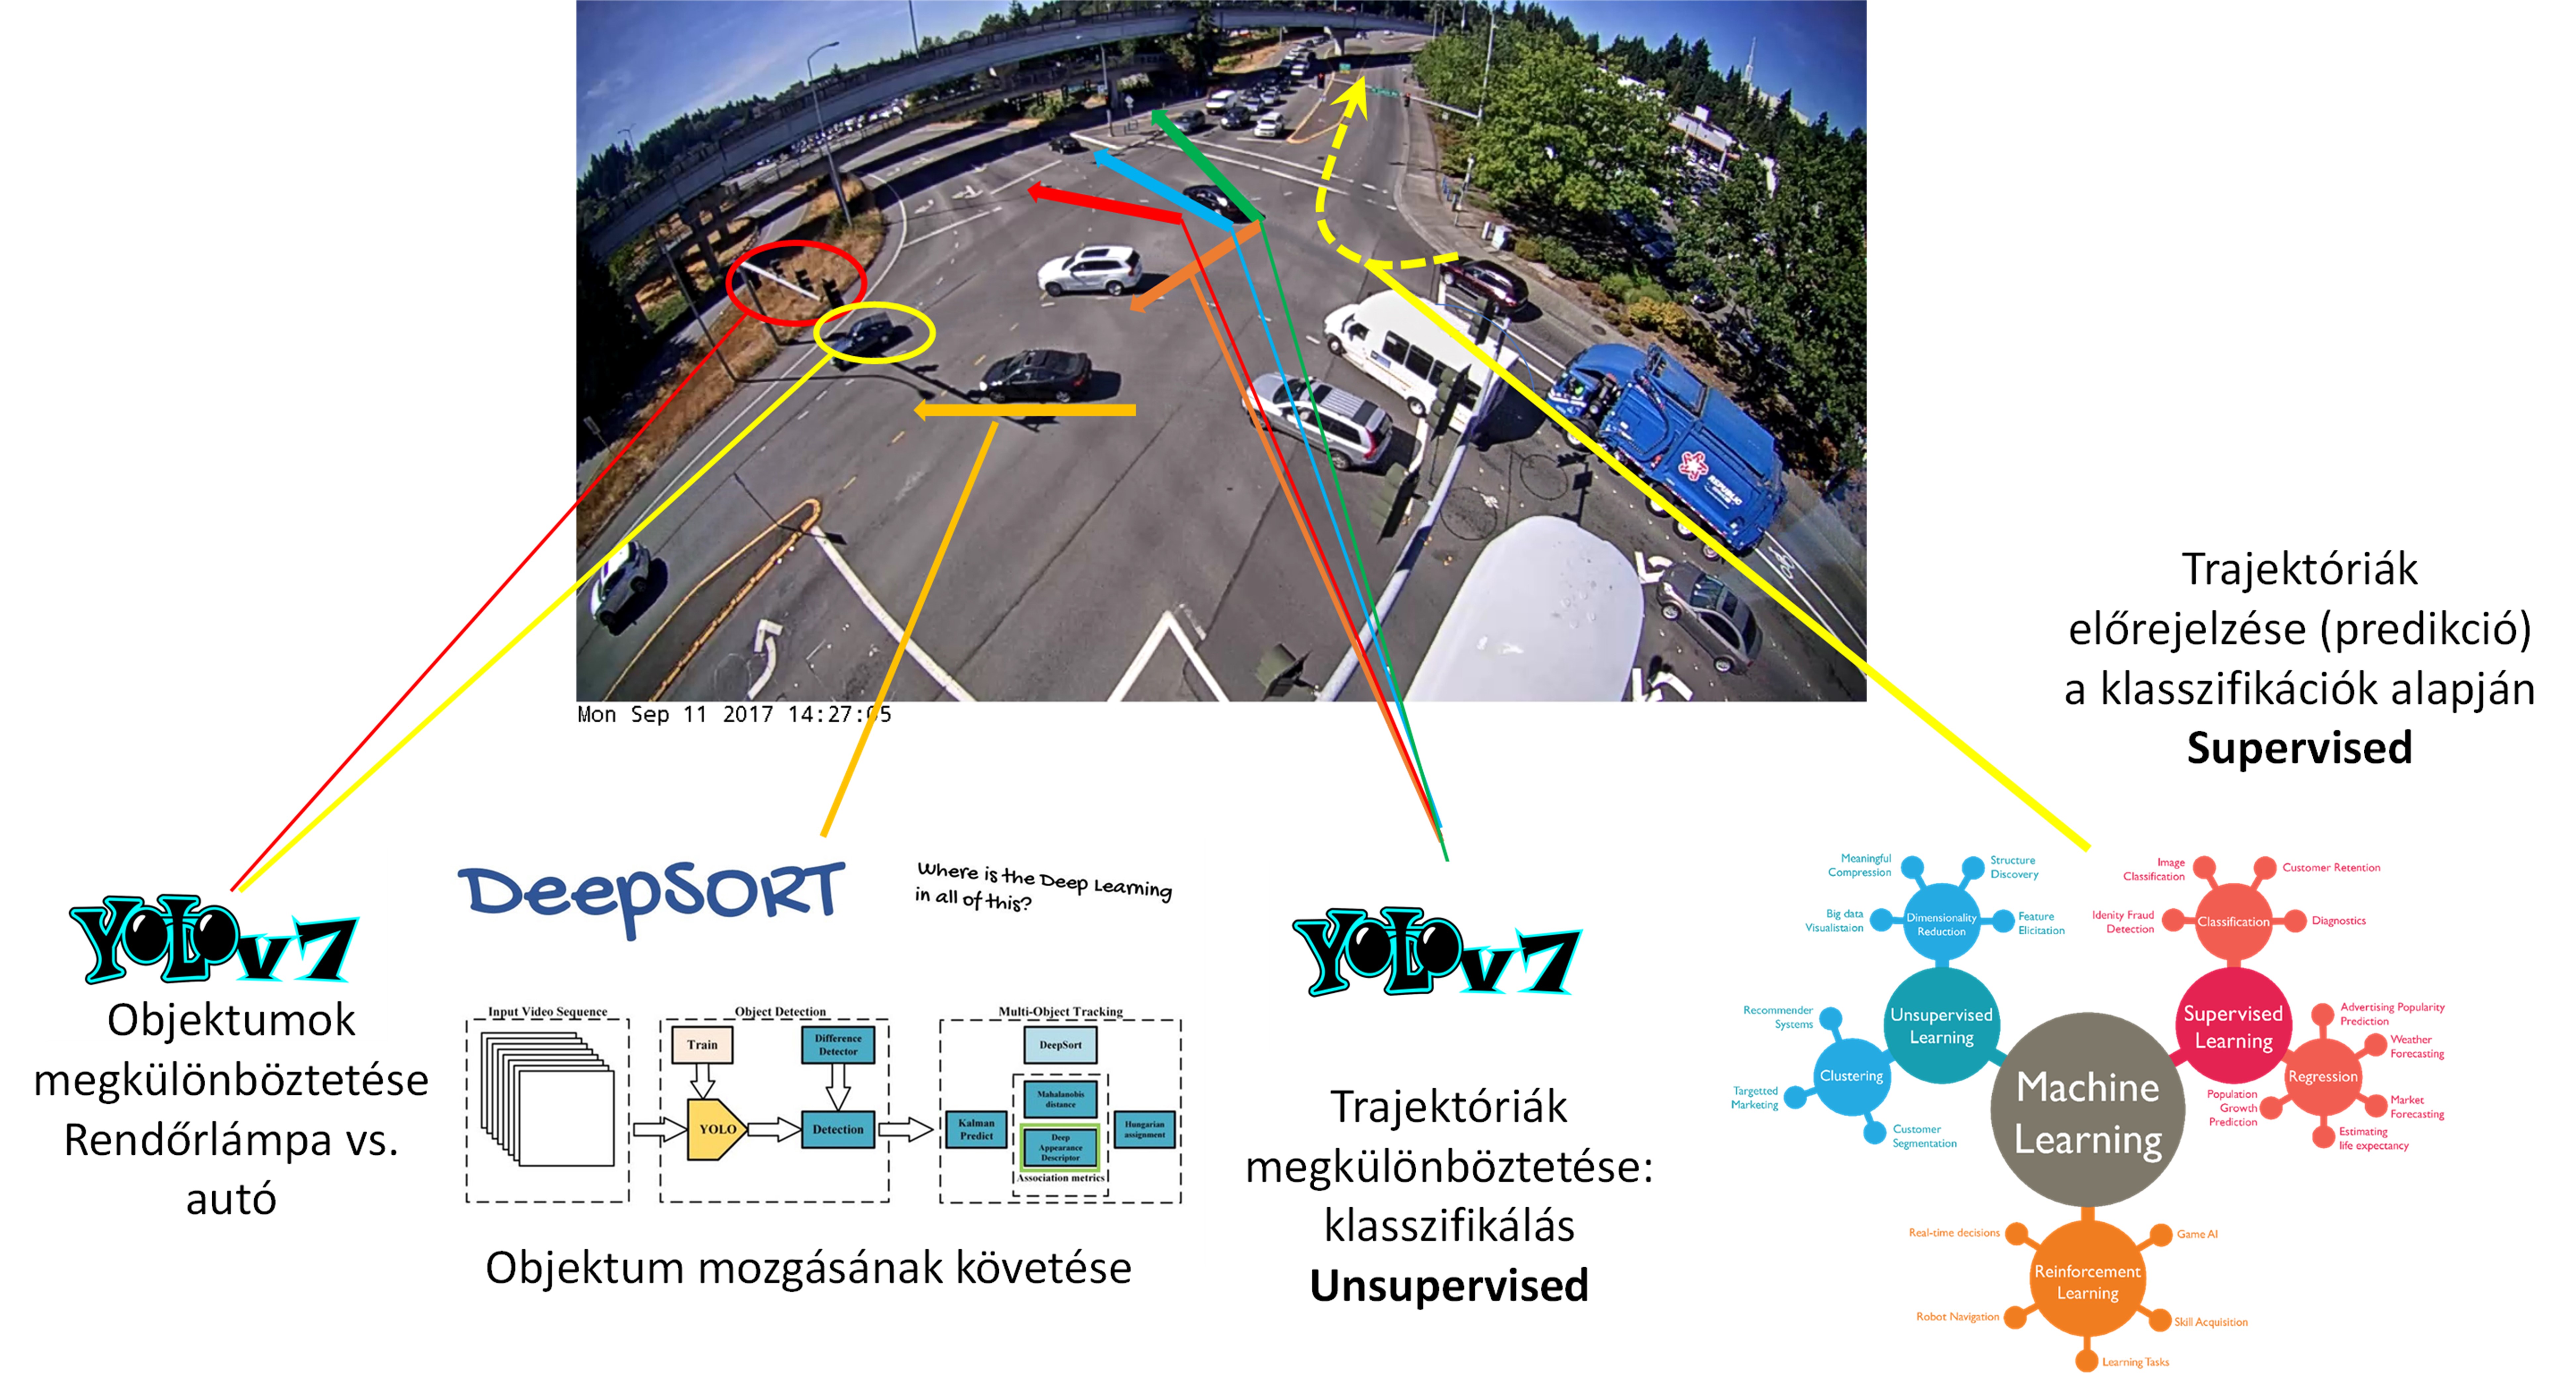 REPUBLIC
Mon Sep 11 2017 14:27:05
Trajektóriák
előrejelzése (predikció)
a klasszifikációk alapján
Supervised
YOLOv7
Objektumok
megkülönböztetése
Rendőrlámpa vs.
autó
DeepSORT
Where is the Deep Learning
in all of this?
Input Video Sequence
Object Detection
Multi-Object Tracking
Train
Difference
Detector
DeepSort
YOLO
Detection
Kalman
Predict
Mahalanobis
distance
Deep
Appearance
Descriptor
Hungarian
assignment
Association metrics
Objektum mozgásának követése
YOLOv7
Trajektóriák
megkülönböztetése:
klasszifikálás
Unsupervised
Meaningful
Compression
Structure
Discovery
Big data
Visualistaion
Dimensionality
Reduction
Feature
Elicitation
Image
Classification
Customer Retention
Idenity Fraud
Detection
Classification
Diagnostics
Recommender
Systems
Unsupervised
Learning
Supervised
Learning
Advertising Popularity
Prediction
Weather
Forecasting
Clustering
Regression
Targetted
Marketing
Machine
Learning
Population
Growth
Prediction
Market
Forecasting
Customer
Segmentation
Estimating
life expectancy
Real-time decisions
Game AI
Reinforcement
Learning
Robot Navigation
Skill Acquisition
Learning Tasks